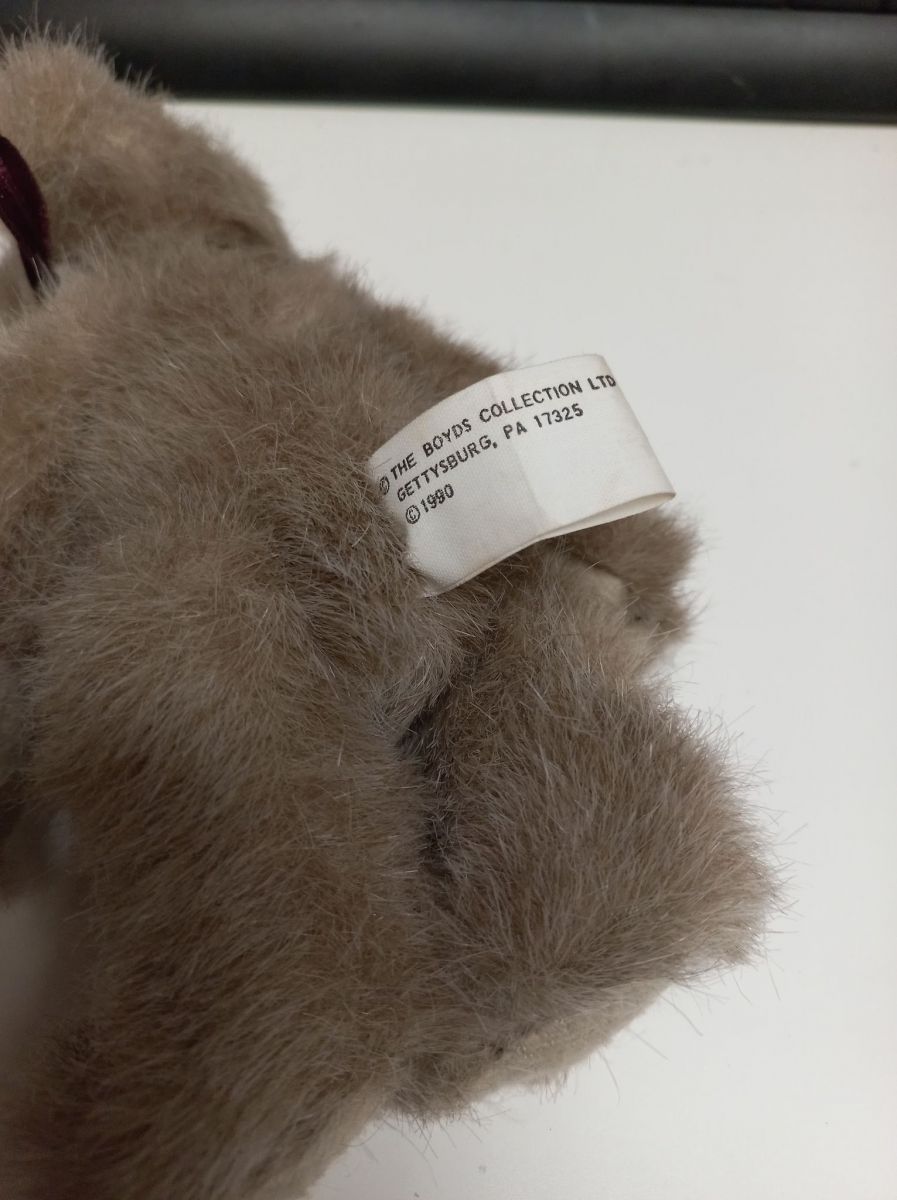 © THE BOYDS COLLECTION LTD
GETTYSBURG, PA 17325
© 1990